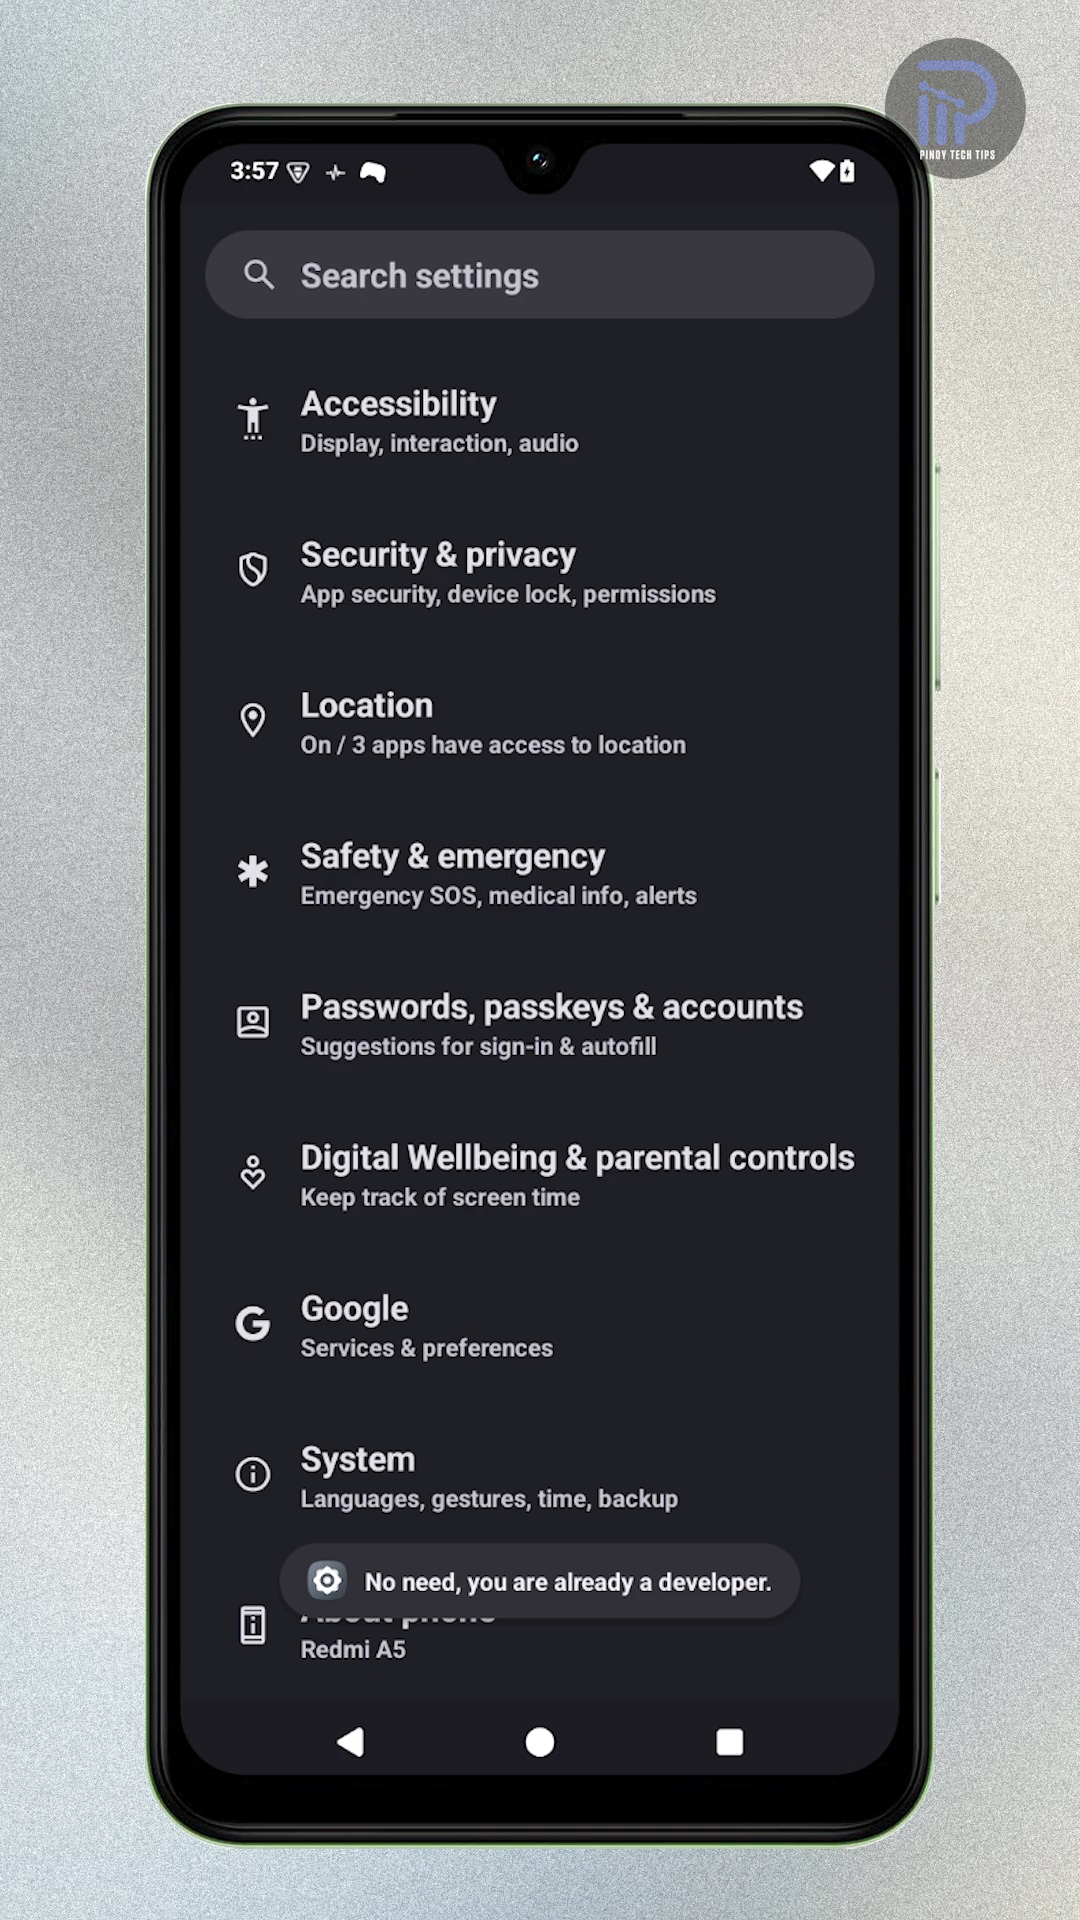 PINOY TECH TIPS
3:57
Search settings
Accessibility
Display, interaction, audio
Security & privacy
App security, device lock, permissions
Location
On / 3 apps have access to location
Safety & emergency
Emergency SOS, medical info, alerts
Passwords, passkeys & accounts
Suggestions for sign-in & autofill
Digital Wellbeing & parental controls
Keep track of screen time
Google
Services & preferences
System
Languages, gestures, time, backup
No need, you are already a developer.
About phone
Redmi A5